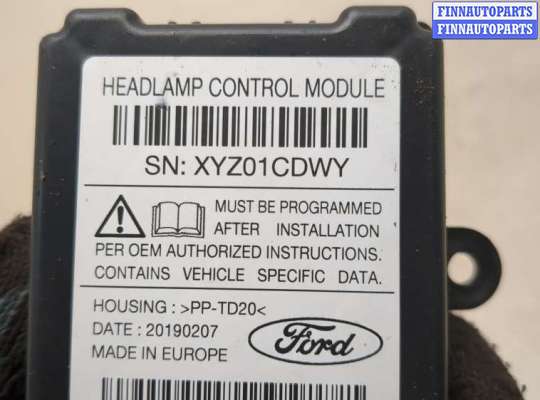 FINNAUTOPARTS
FINNAUTOPARTS
HEADLAMP CONTROL MODULE
SN: XYZ01CDWY
MUST BE PROGRAMMED
AFTER INSTALLATION
PER OEM AUTHORIZED INSTRUCTIONS.
CONTAINS VEHICLE SPECIFIC DATA.
HOUSING : >PP-TD20<
DATE : 20190207
MADE IN EUROPE
Ford